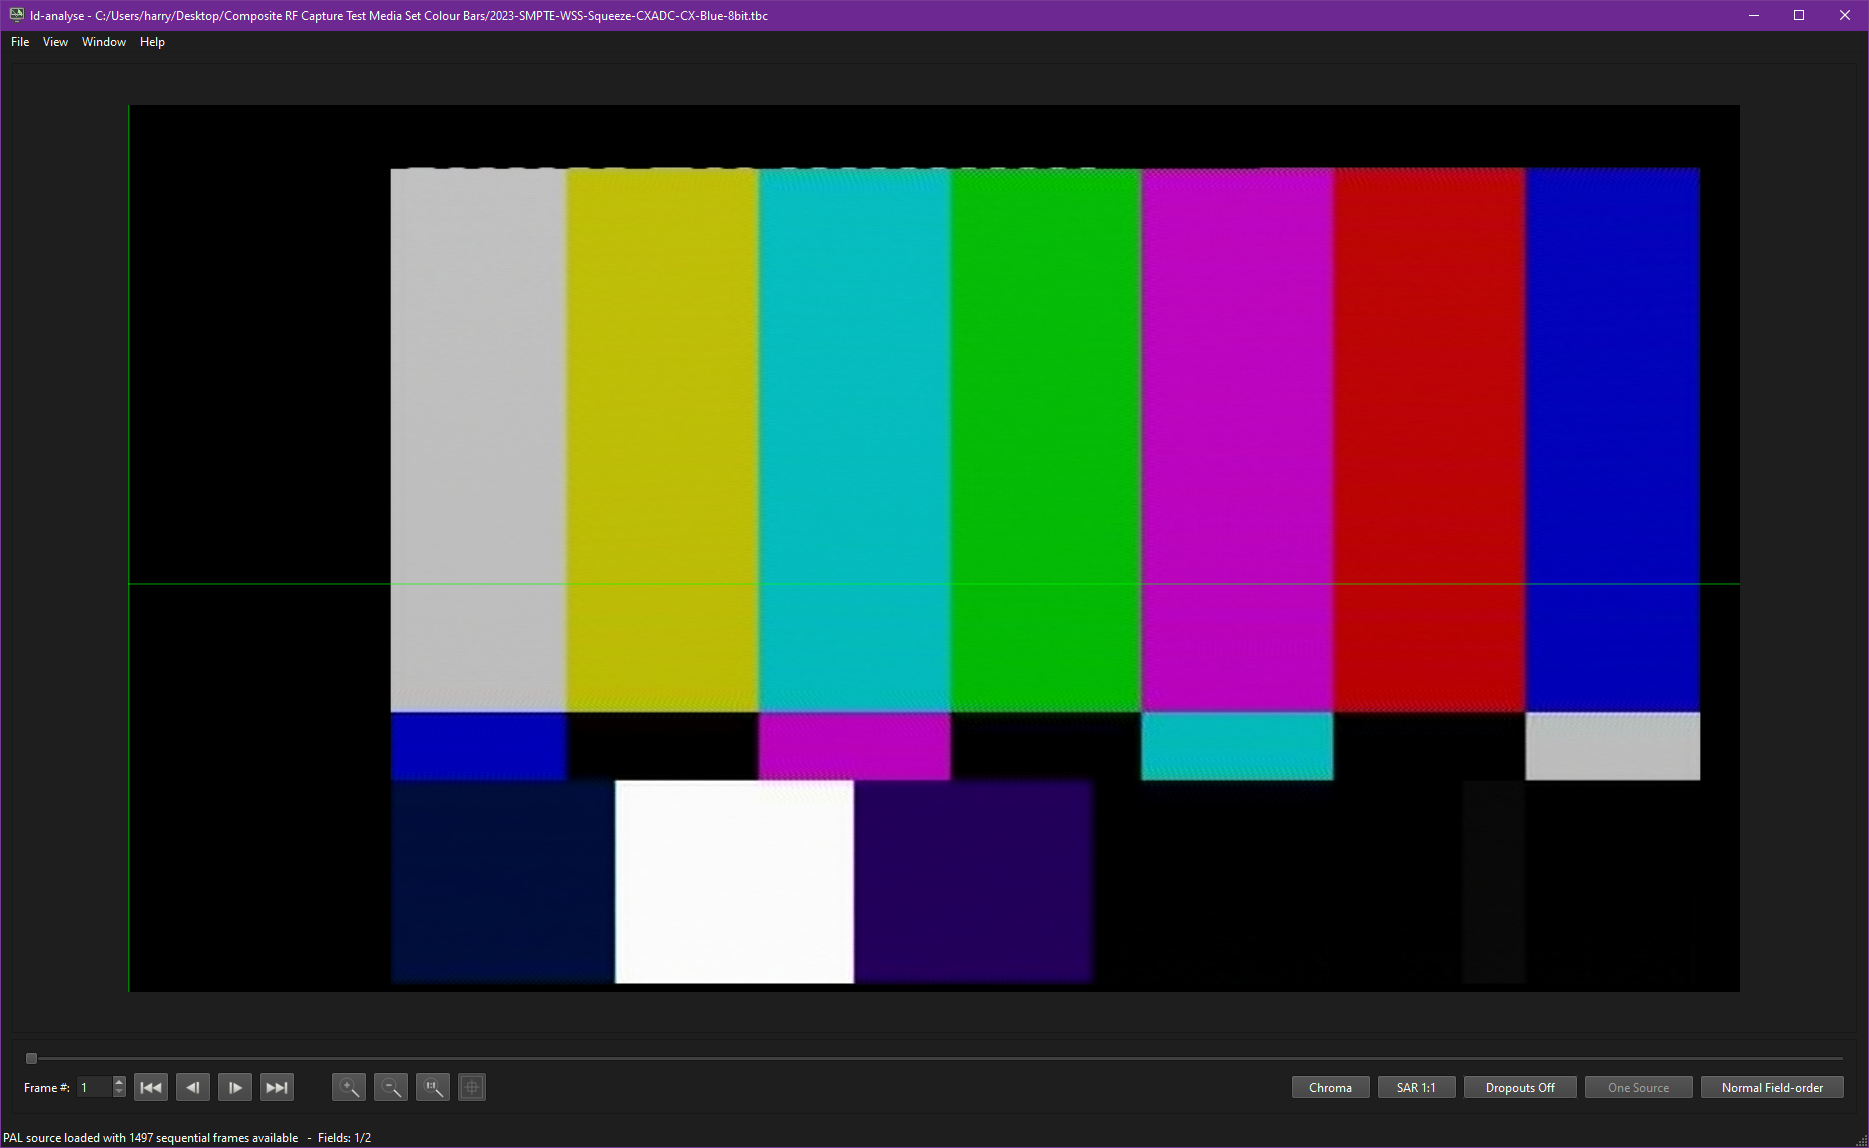 ld-analyse - C:/Users/harry/Desktop/Composite RF Capture Test Media Set Colour Bars/2023-SMPTE-WSS-Squeeze-CXADC-CX-Blue-8bit.tbc
File View Window Help
Frame #: 1 1:1 Chroma SAR 1:1 Dropouts Off One Source Normal Field-order
PAL source loaded with 1497 sequential frames available - Fields: 1/2